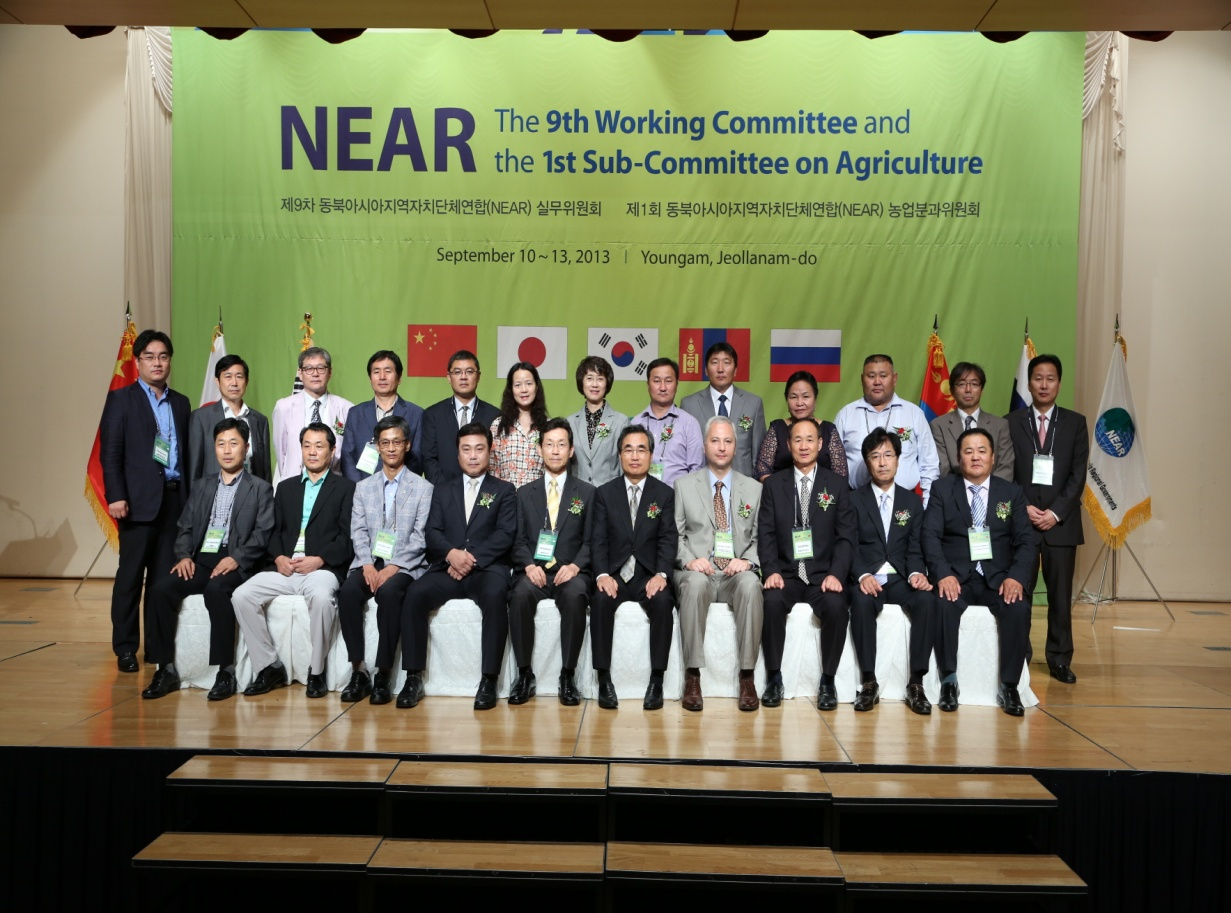 NEAR
The 9th Working Committee and
the 1st Sub-Committee on Agriculture
제9차 동북아시아지역자치단체연합(NEAR) 실무위원회 제1회 동북아시아지역자치단체연합(NEAR) 농업분과위원회
September 10~13, 2013 | Youngam, Jeollanam-do
NEAR